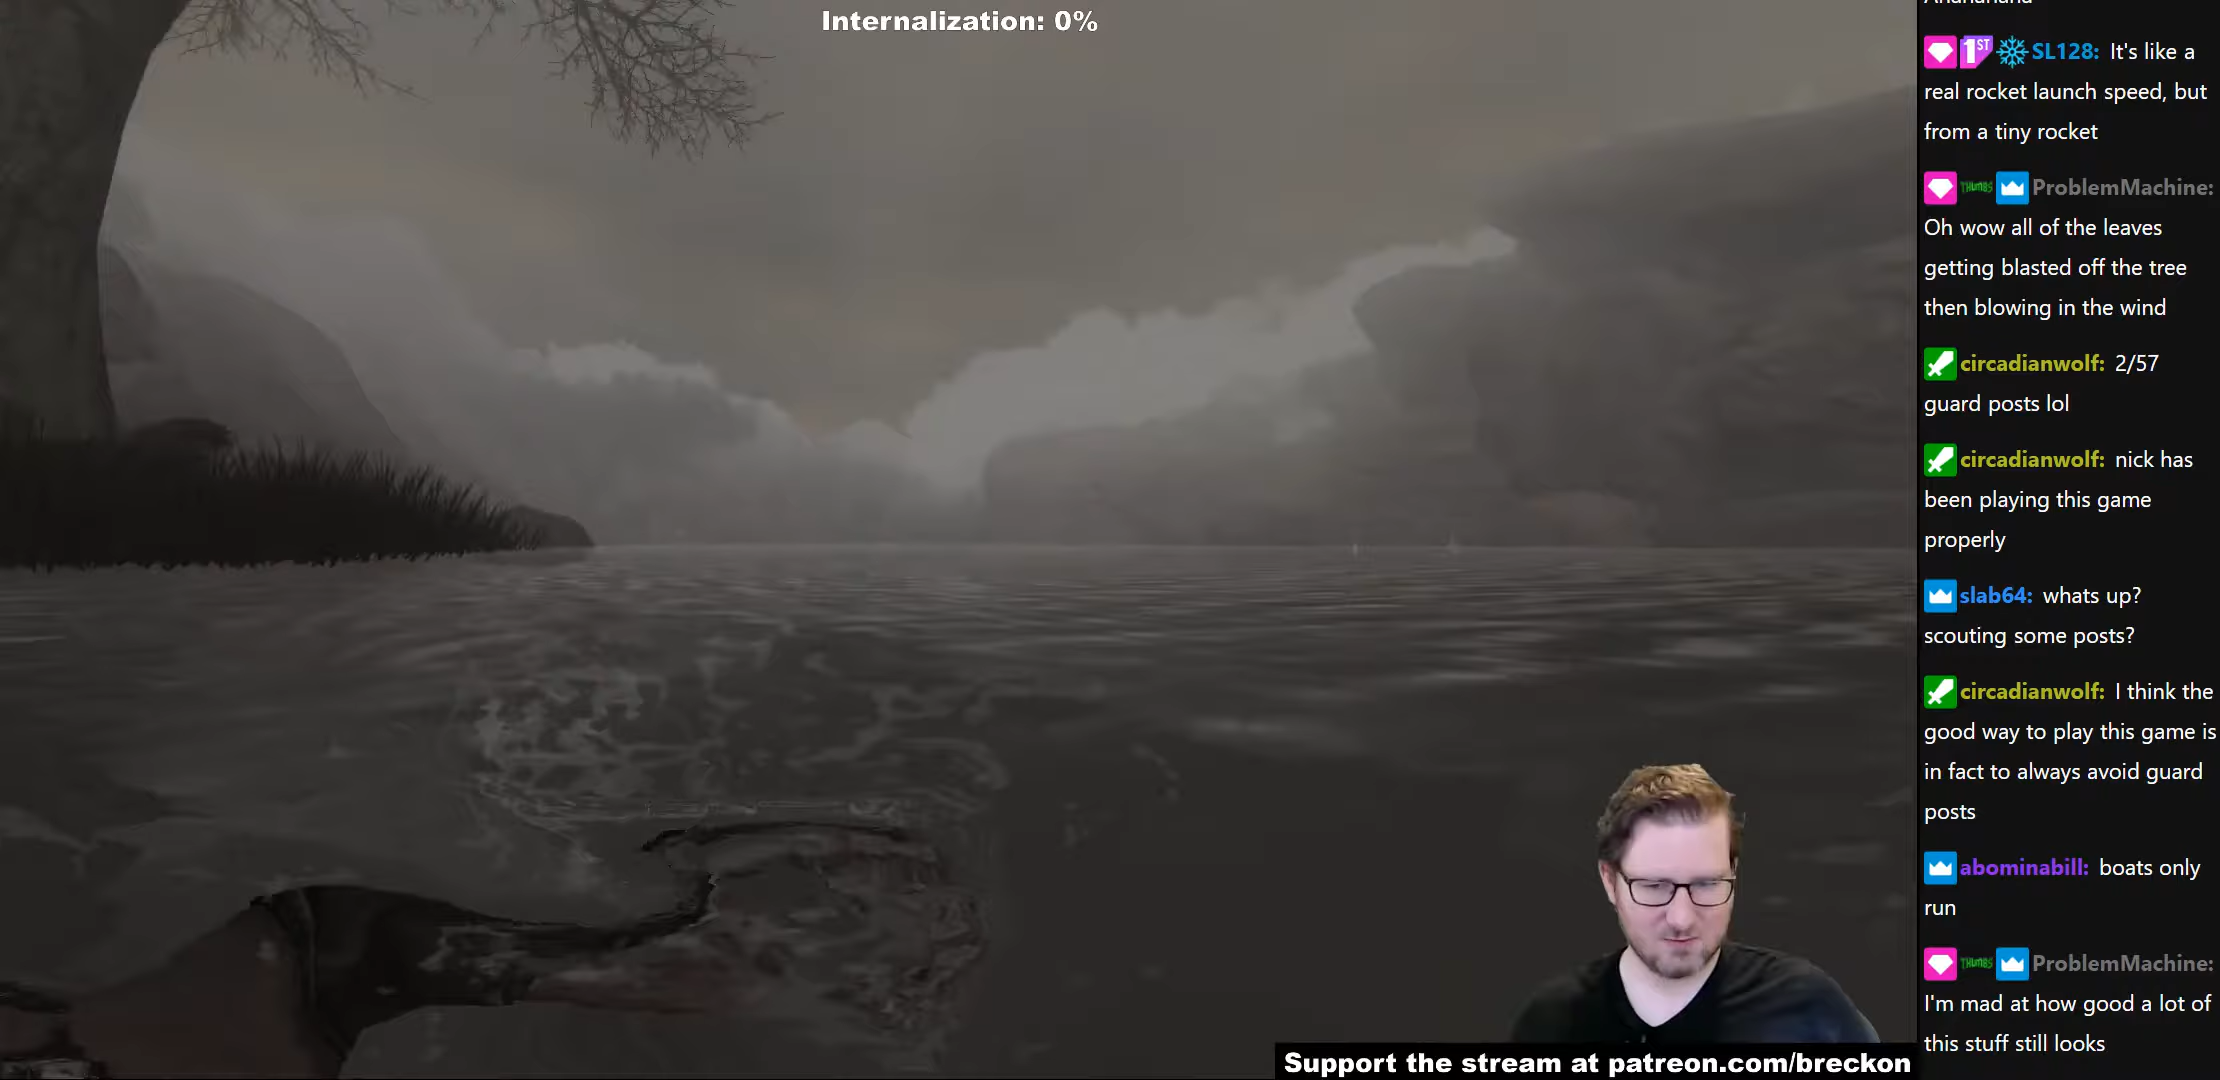 Internalization: 0%
SL128: It's like a
real rocket launch speed, but
from a tiny rocket
ProblemMachine:
Oh wow all of the leaves
getting blasted off the tree
then blowing in the wind
circadianwolf: 2/57
guard posts lol
circadianwolf: nick has
been playing this game
properly
slab64: whats up?
scouting some posts?
circadianwolf: I think the
good way to play this game is
in fact to always avoid guard
posts
abominabill: boats only
run
ProblemMachine:
I'm mad at how good a lot of
this stuff still looks
Support the stream at patreon.com/breckon